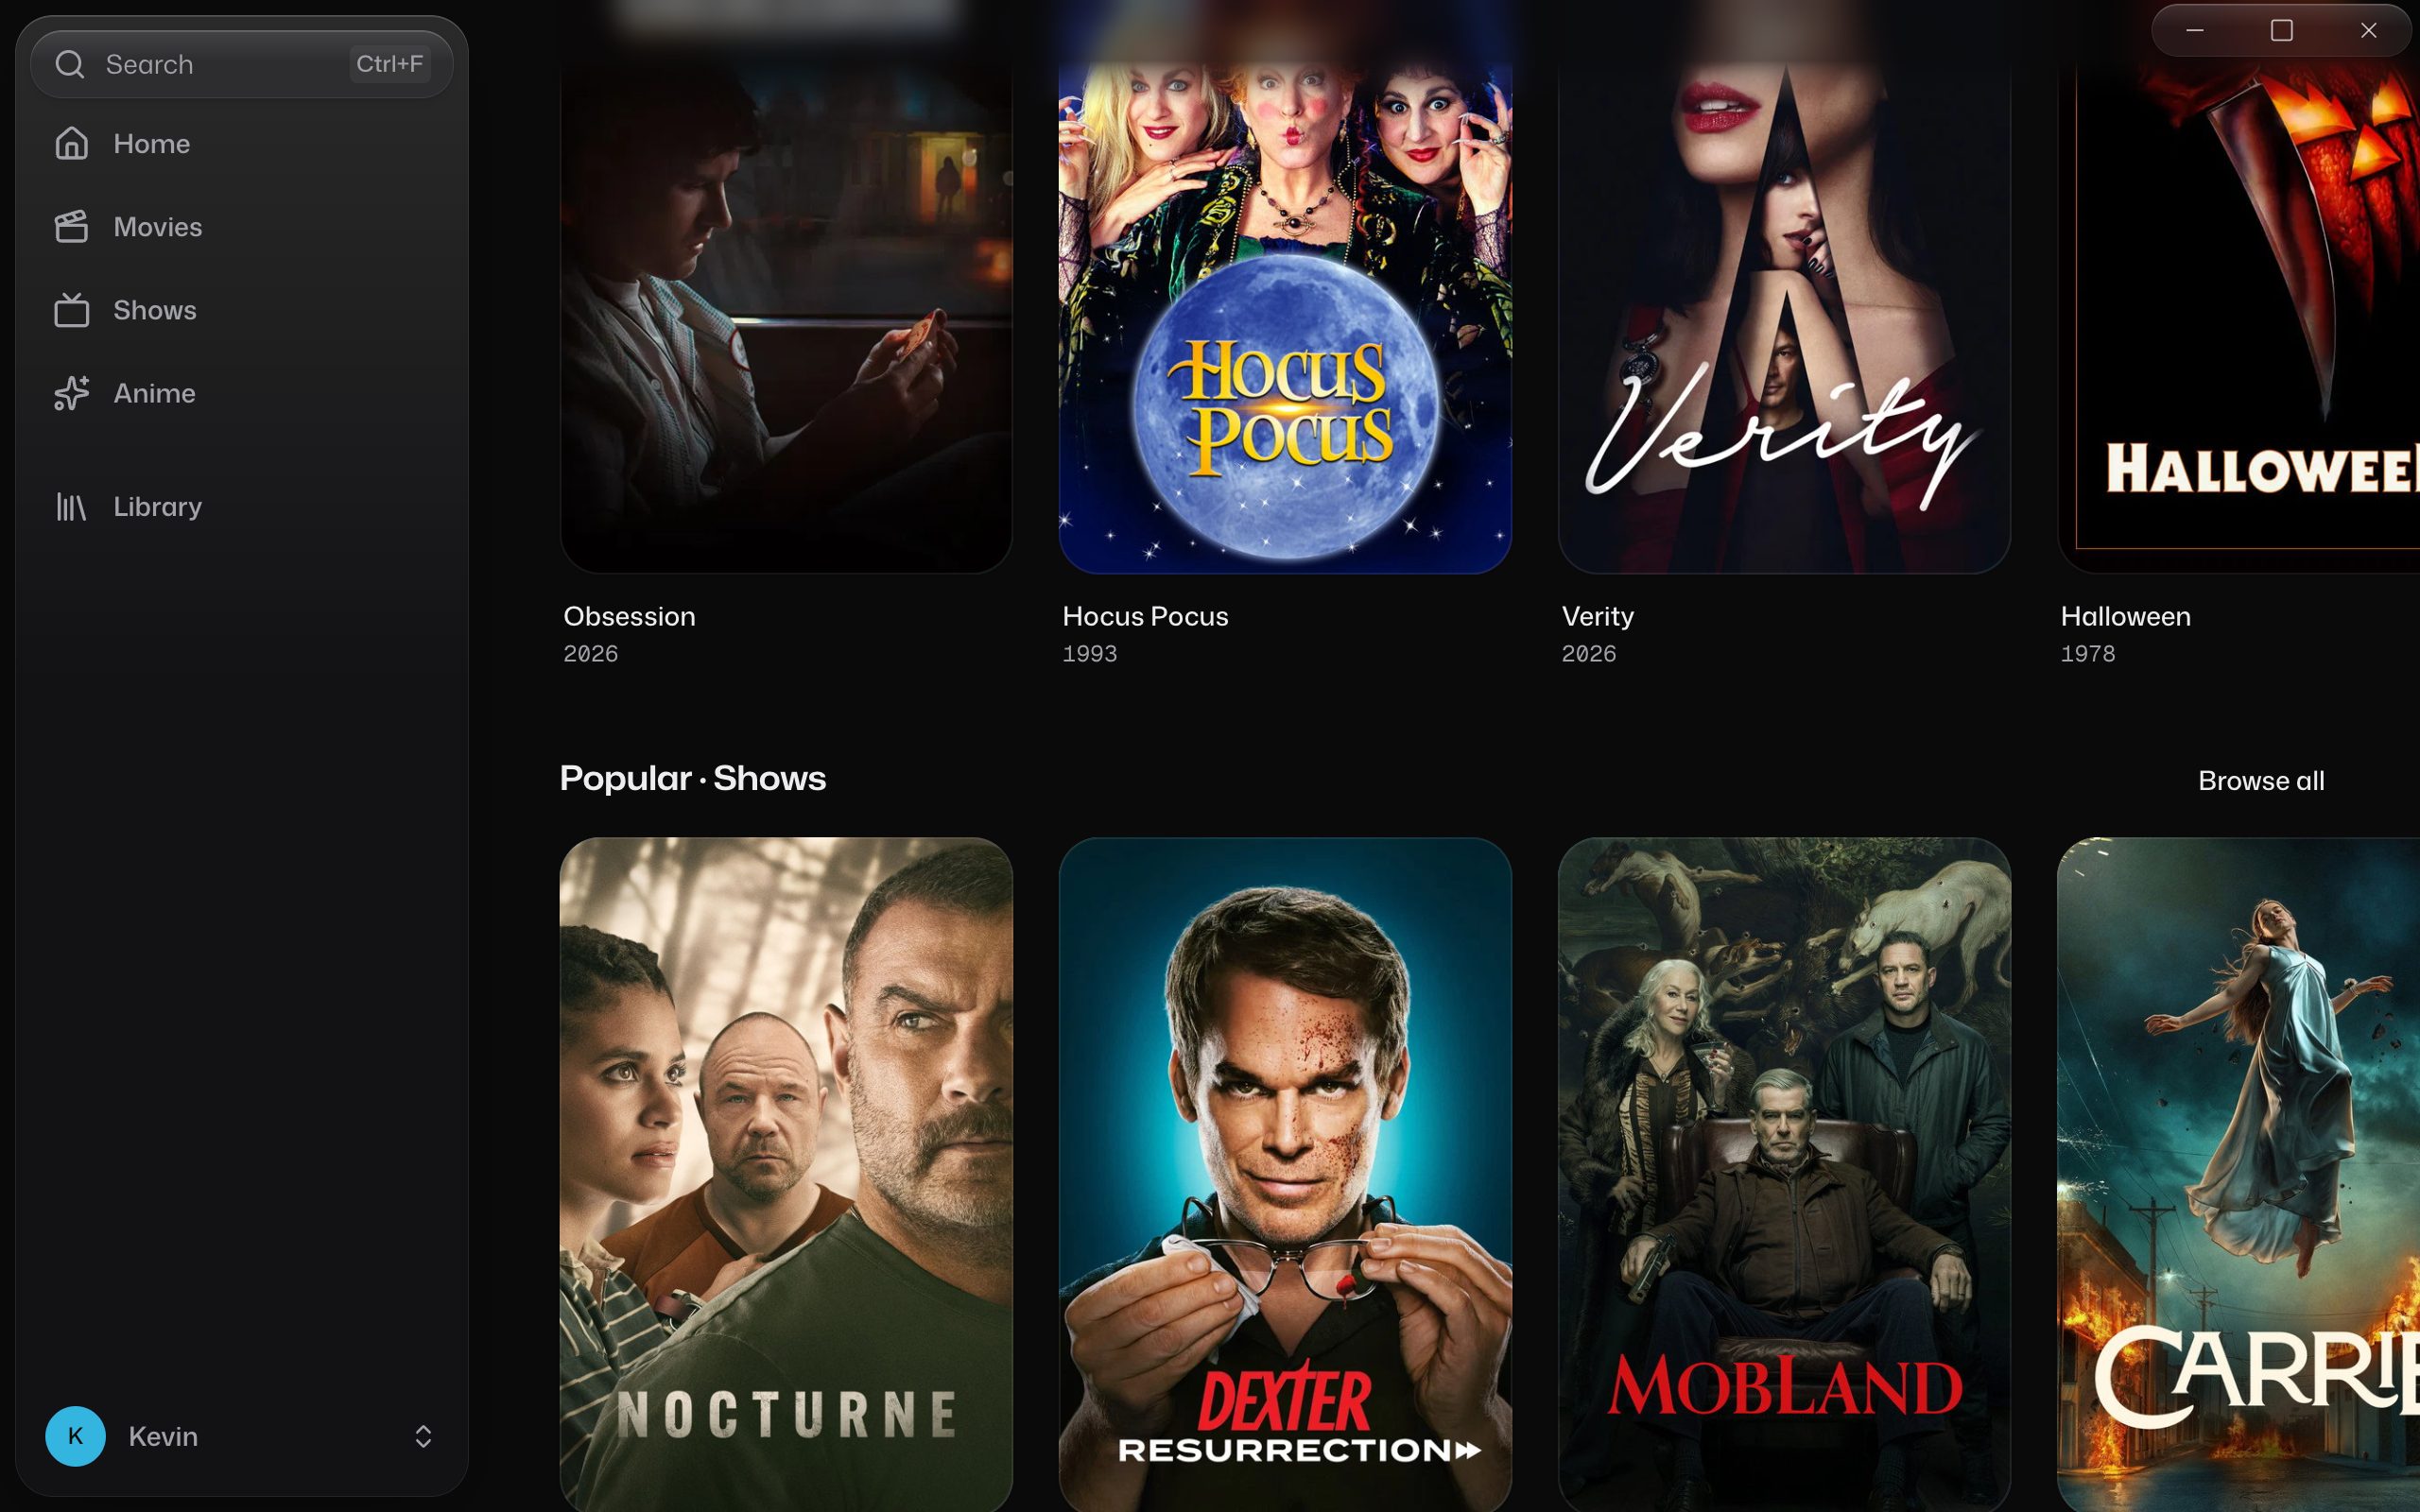 Search
Ctrl+F
Home
Movies
Shows
Anime
Library
HOCUS
POCUS
Verity
HALLOWEE
Obsession
2026
Hocus Pocus
1993
Verity
2026
Halloween
1978
Popular · Shows
Browse all
NOCTURNE
DEXTER
RESURRECTION
MOBLAND
CARRIE
K
Kevin